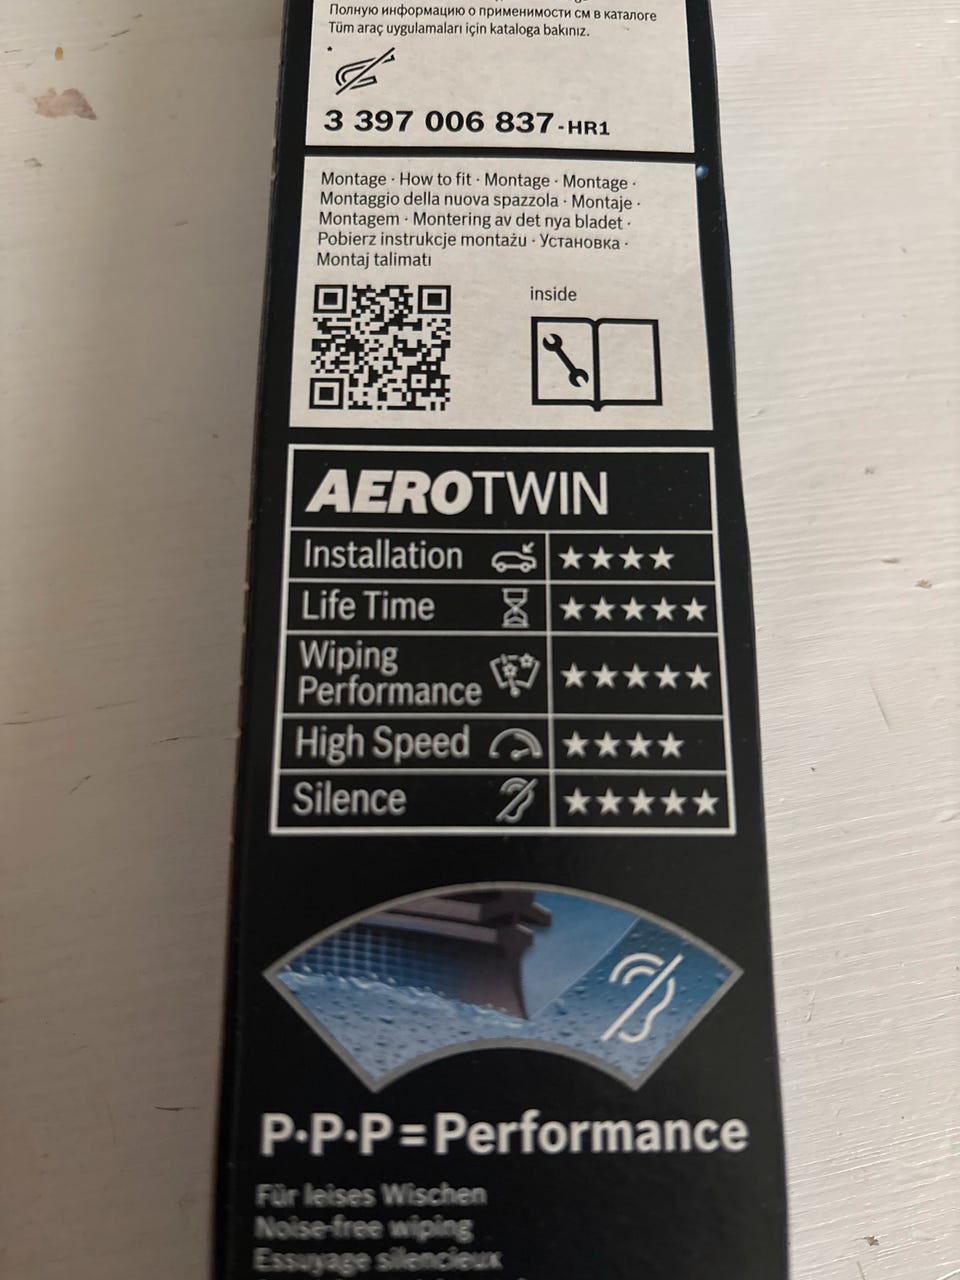 Полную информацию о применимости см в каталоге
Tüm araç uygulamaları için kataloga bakınız.
*
3 397 006 837-HR1
Montage · How to fit · Montage · Montage ·
Montaggio della nuova spazzola · Montaje ·
Montagem · Montering av det nya bladet ·
Pobierz instrukcje montażu · Установка ·
Montaj talimatı
inside
AEROTWIN
Installation ★★★★
Life Time ★★★★★
Wiping
Performance ★★★★★
High Speed ★★★★
Silence ★★★★★
P·P·P=Performance
Für leises Wischen
Noise-free wiping
Essuyage silencieux